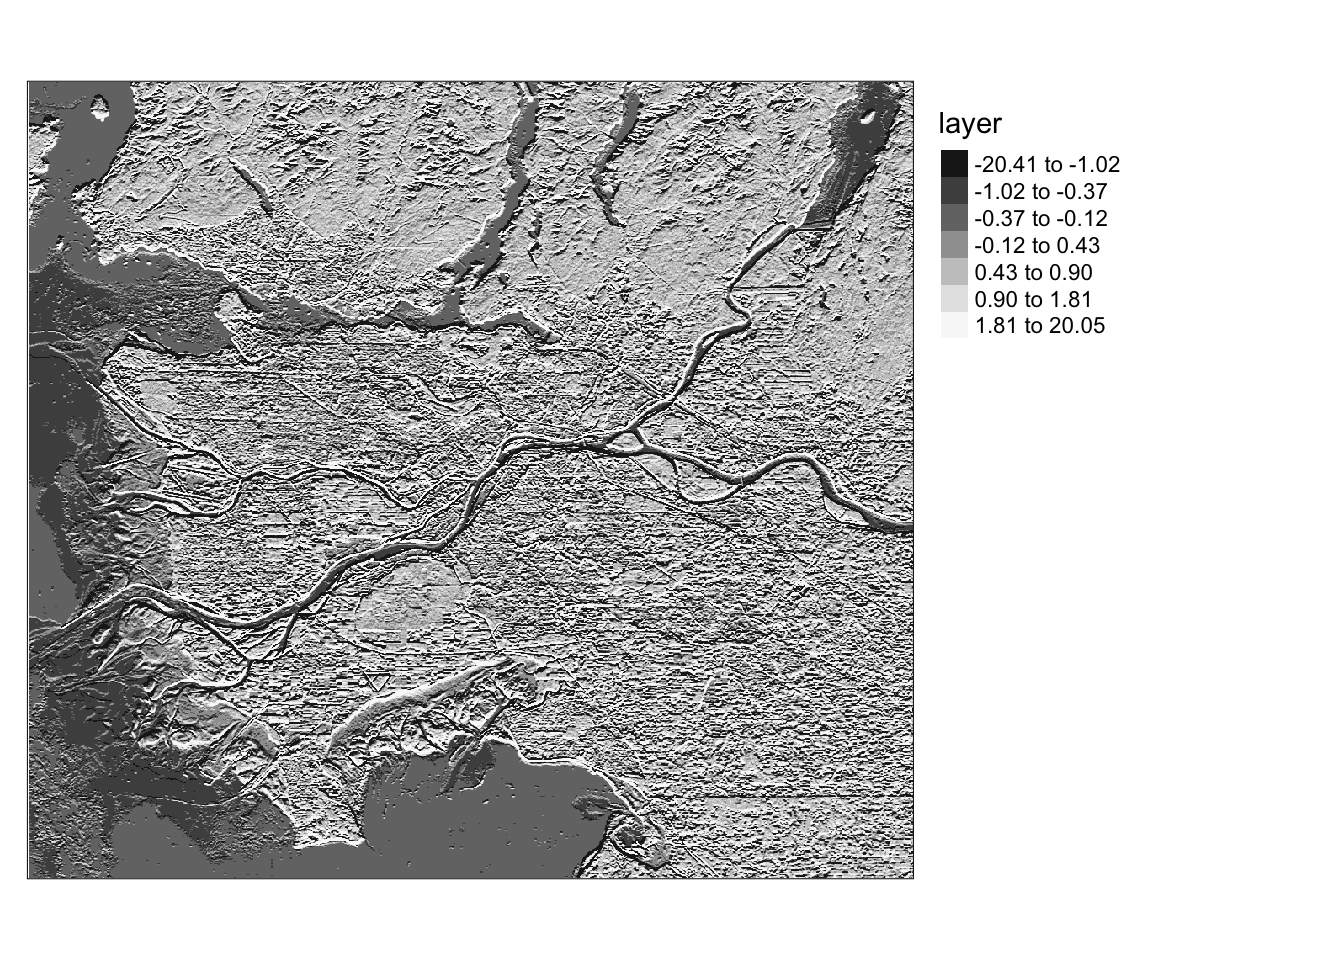 layer
-20.41 to -1.02
-1.02 to -0.37
-0.37 to -0.12
-0.12 to 0.43
0.43 to 0.90
0.90 to 1.81
1.81 to 20.05